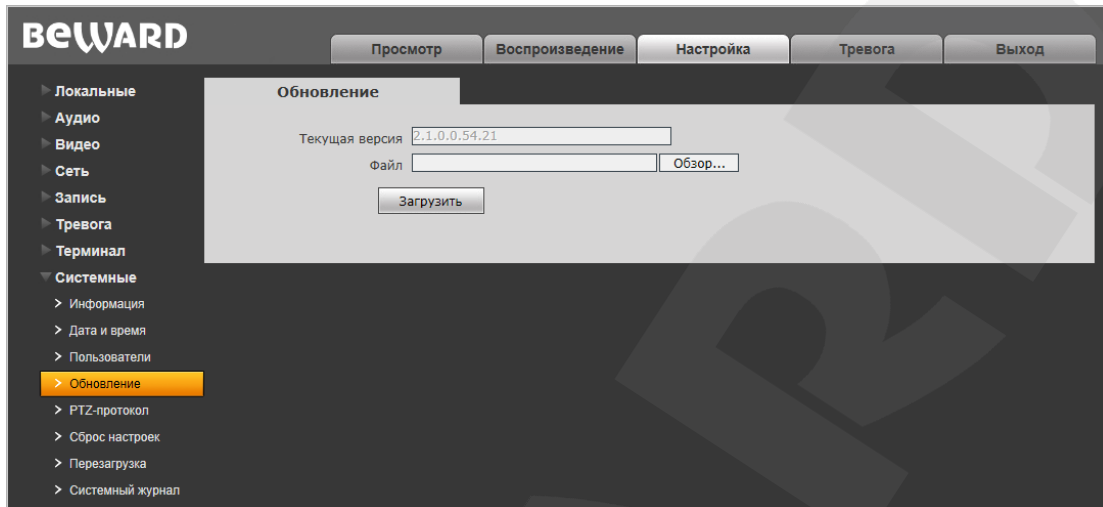 BEWARD
Просмотр Воспроизведение Настройка Тревога Выход
Локальные
Аудио
Видео
Сеть
Запись
Тревога
Терминал
Системные
> Информация
> Дата и время
> Пользователи
> Обновление
> PTZ-протокол
> Сброс настроек
> Перезагрузка
> Системный журнал
Обновление
Текущая версия 2.1.0.0.54.21
Файл Обзор...
Загрузить